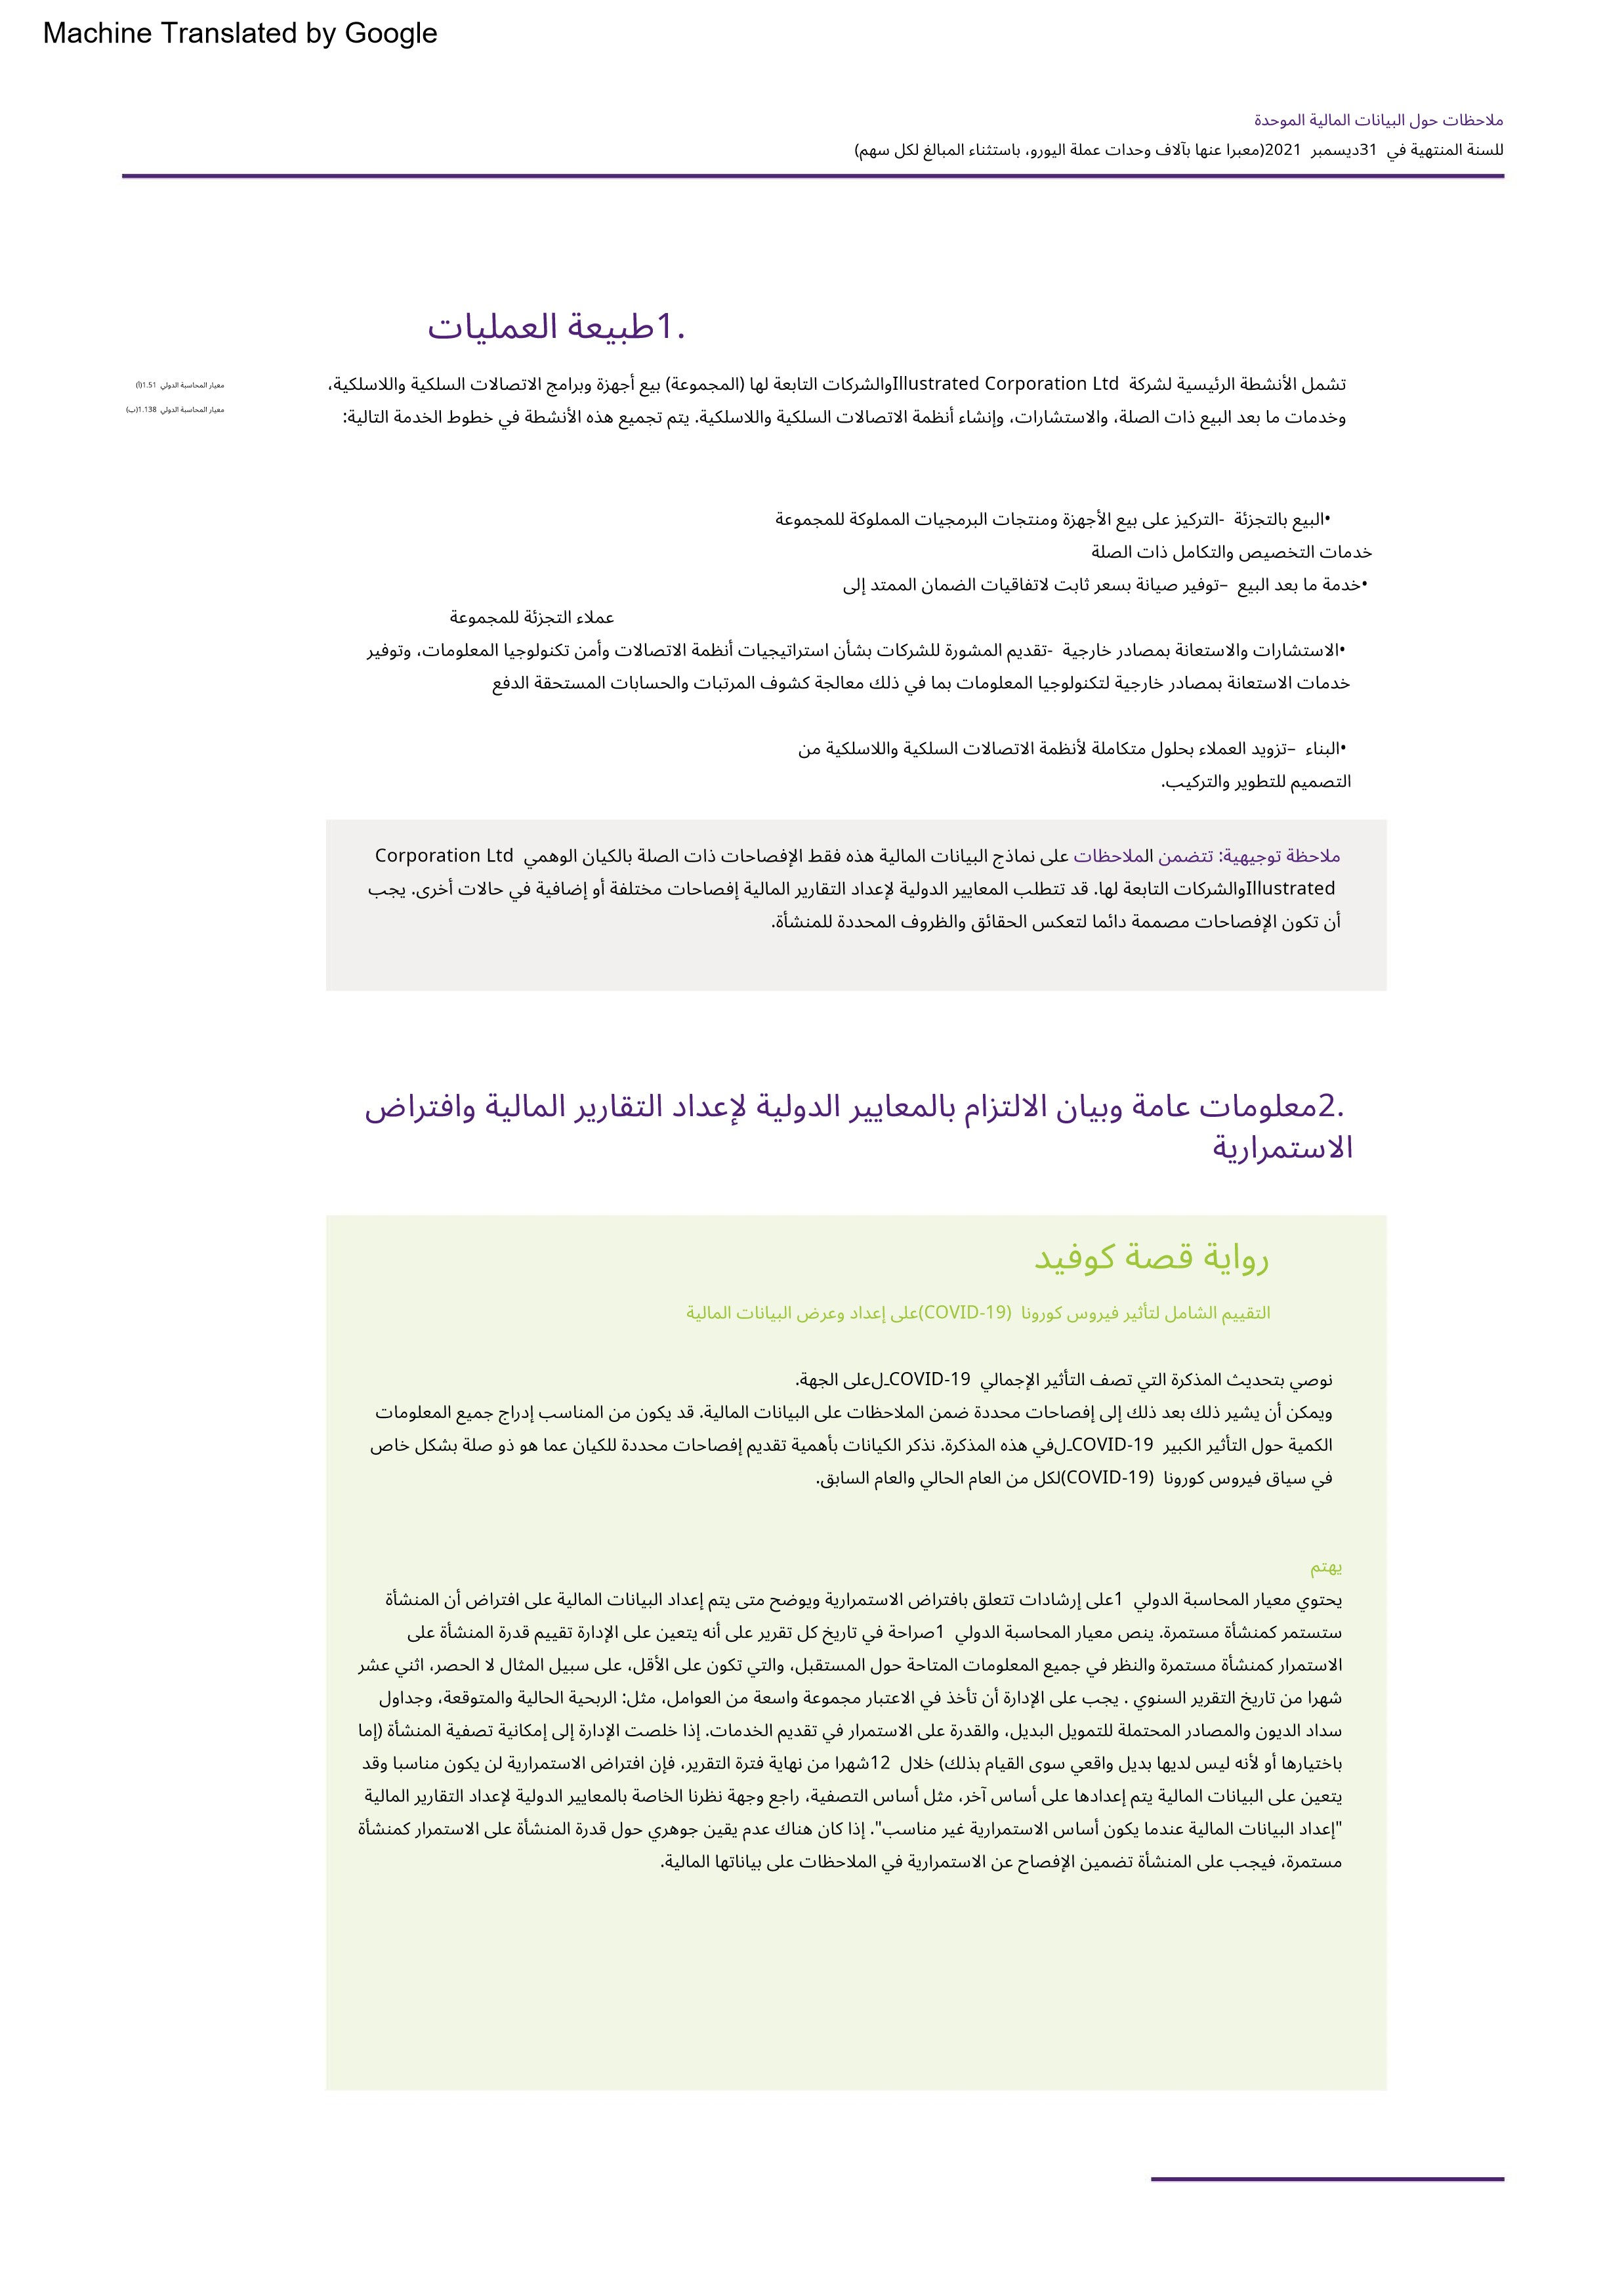 Machine Translated by Google
ملاحظات حول البيانات المالية الموحدة
للسنة المنتهية في 31ديسمبر 2021(معبرا عنها بآلاف وحدات عملة اليورو، باستثناء المبالغ لكل سهم)
.1طبيعة العمليات
معيار المحاسبة الدولي 1.51(أ)
معيار المحاسبة الدولي 1.138(ب)
تشمل الأنشطة الرئيسية لشركة Illustrated Corporation Ltdوالشركات التابعة لها (المجموعة) بيع أجهزة وبرامج الاتصالات السلكية واللاسلكية،
وخدمات ما بعد البيع ذات الصلة، والاستشارات، وإنشاء أنظمة الاتصالات السلكية واللاسلكية. يتم تجميع هذه الأنشطة في خطوط الخدمة التالية:
•البيع بالتجزئة -التركيز على بيع الأجهزة ومنتجات البرمجيات المملوكة للمجموعة
خدمات التخصيص والتكامل ذات الصلة
•خدمة ما بعد البيع –توفير صيانة بسعر ثابت لاتفاقيات الضمان الممتد إلى
عملاء التجزئة للمجموعة
•الاستشارات والاستعانة بمصادر خارجية -تقديم المشورة للشركات بشأن استراتيجيات أنظمة الاتصالات وأمن تكنولوجيا المعلومات، وتوفير
خدمات الاستعانة بمصادر خارجية لتكنولوجيا المعلومات بما في ذلك معالجة كشوف المرتبات والحسابات المستحقة الدفع
•البناء –تزويد العملاء بحلول متكاملة لأنظمة الاتصالات السلكية واللاسلكية من
التصميم للتطوير والتركيب.
ملاحظة توجيهية: تتضمن الملاحظات على نماذج البيانات المالية هذه فقط الإفصاحات ذات الصلة بالكيان الوهمي Corporation Ltd
Illustratedوالشركات التابعة لها. قد تتطلب المعايير الدولية لإعداد التقارير المالية إفصاحات مختلفة أو إضافية في حالات أخرى. يجب
أن تكون الإفصاحات مصممة دائما لتعكس الحقائق والظروف المحددة للمنشأة.
.2معلومات عامة وبيان الالتزام بالمعايير الدولية لإعداد التقارير المالية وافتراض
الاستمرارية
رواية قصة كوفيد
التقييم الشامل لتأثير فيروس كورونا (COVID-19)على إعداد وعرض البيانات المالية
نوصي بتحديث المذكرة التي تصف التأثير الإجمالي COVID-19ـلعلى الجهة.
ويمكن أن يشير ذلك بعد ذلك إلى إفصاحات محددة ضمن الملاحظات على البيانات المالية. قد يكون من المناسب إدراج جميع المعلومات
الكمية حول التأثير الكبير COVID-19ـلفي هذه المذكرة. نذكر الكيانات بأهمية تقديم إفصاحات محددة للكيان عما هو ذو صلة بشكل خاص
في سياق فيروس كورونا (COVID-19)لكل من العام الحالي والعام السابق.
يهتم
يحتوي معيار المحاسبة الدولي 1على إرشادات تتعلق بافتراض الاستمرارية ويوضح متى يتم إعداد البيانات المالية على افتراض أن المنشأة
ستستمر كمنشأة مستمرة. ينص معيار المحاسبة الدولي 1صراحة في تاريخ كل تقرير على أنه يتعين على الإدارة تقييم قدرة المنشأة على
الاستمرار كمنشأة مستمرة والنظر في جميع المعلومات المتاحة حول المستقبل، والتي تكون على الأقل، على سبيل المثال لا الحصر، اثني عشر
شهرا من تاريخ التقرير السنوي . يجب على الإدارة أن تأخذ في الاعتبار مجموعة واسعة من العوامل، مثل: الربحية الحالية والمتوقعة، وجداول
سداد الديون والمصادر المحتملة للتمويل البديل، والقدرة على الاستمرار في تقديم الخدمات. إذا خلصت الإدارة إلى إمكانية تصفية المنشأة (إما
باختيارها أو لأنه ليس لديها بديل واقعي سوى القيام بذلك) خلال 12شهرا من نهاية فترة التقرير، فإن افتراض الاستمرارية لن يكون مناسبا وقد
يتعين على البيانات المالية يتم إعدادها على أساس آخر، مثل أساس التصفية، راجع وجهة نظرنا الخاصة بالمعايير الدولية لإعداد التقارير المالية
"إعداد البيانات المالية عندما يكون أساس الاستمرارية غير مناسب". إذا كان هناك عدم يقين جوهري حول قدرة المنشأة على الاستمرار كمنشأة
مستمرة، فيجب على المنشأة تضمين الإفصاح عن الاستمرارية في الملاحظات على بياناتها المالية.